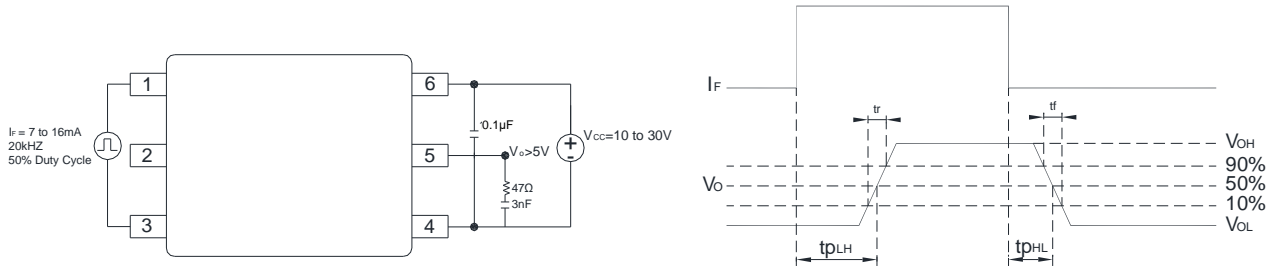 IF = 7 to 16mA
20kHZ
50% Duty Cycle
1
2
3
6
5
4
0.1μF
Vo>5V
47Ω
3nF
VCC=10 to 30V
IF
tr
tf
VO
VOH
90%
50%
10%
VOL
tpLH
tpHL